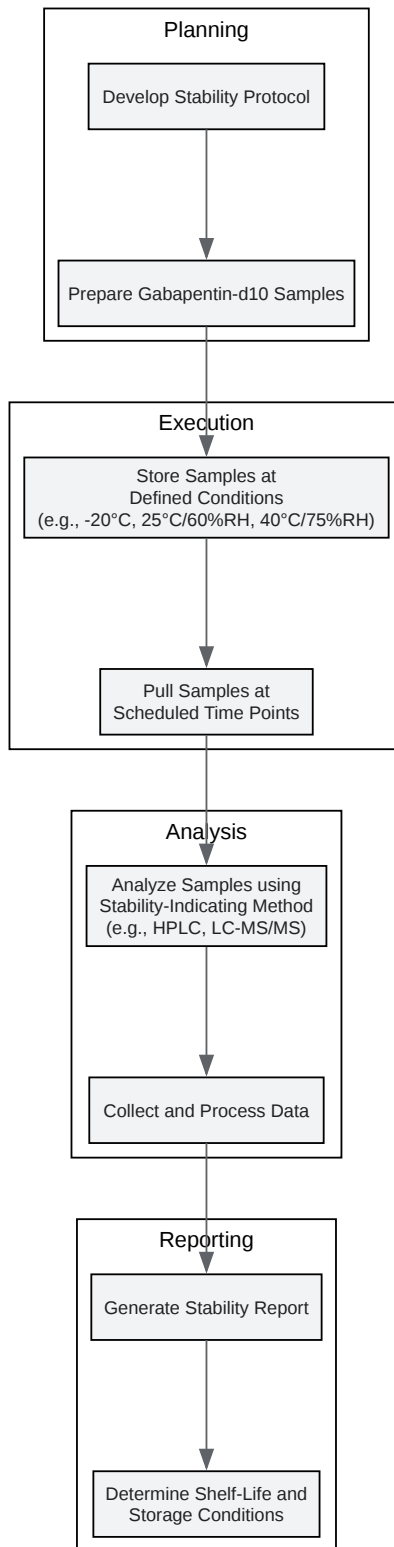 Planning
Develop Stability Protocol
Prepare Gabapentin-d10 Samples
Execution
Store Samples at
Defined Conditions
(e.g., -20°C, 25°C/60%RH, 40°C/75%RH)
Pull Samples at
Scheduled Time Points
Analysis
Analyze Samples using
Stability-Indicating Method
(e.g., HPLC, LC-MS/MS)
Collect and Process Data
Reporting
Generate Stability Report
Determine Shelf-Life and
Storage Conditions